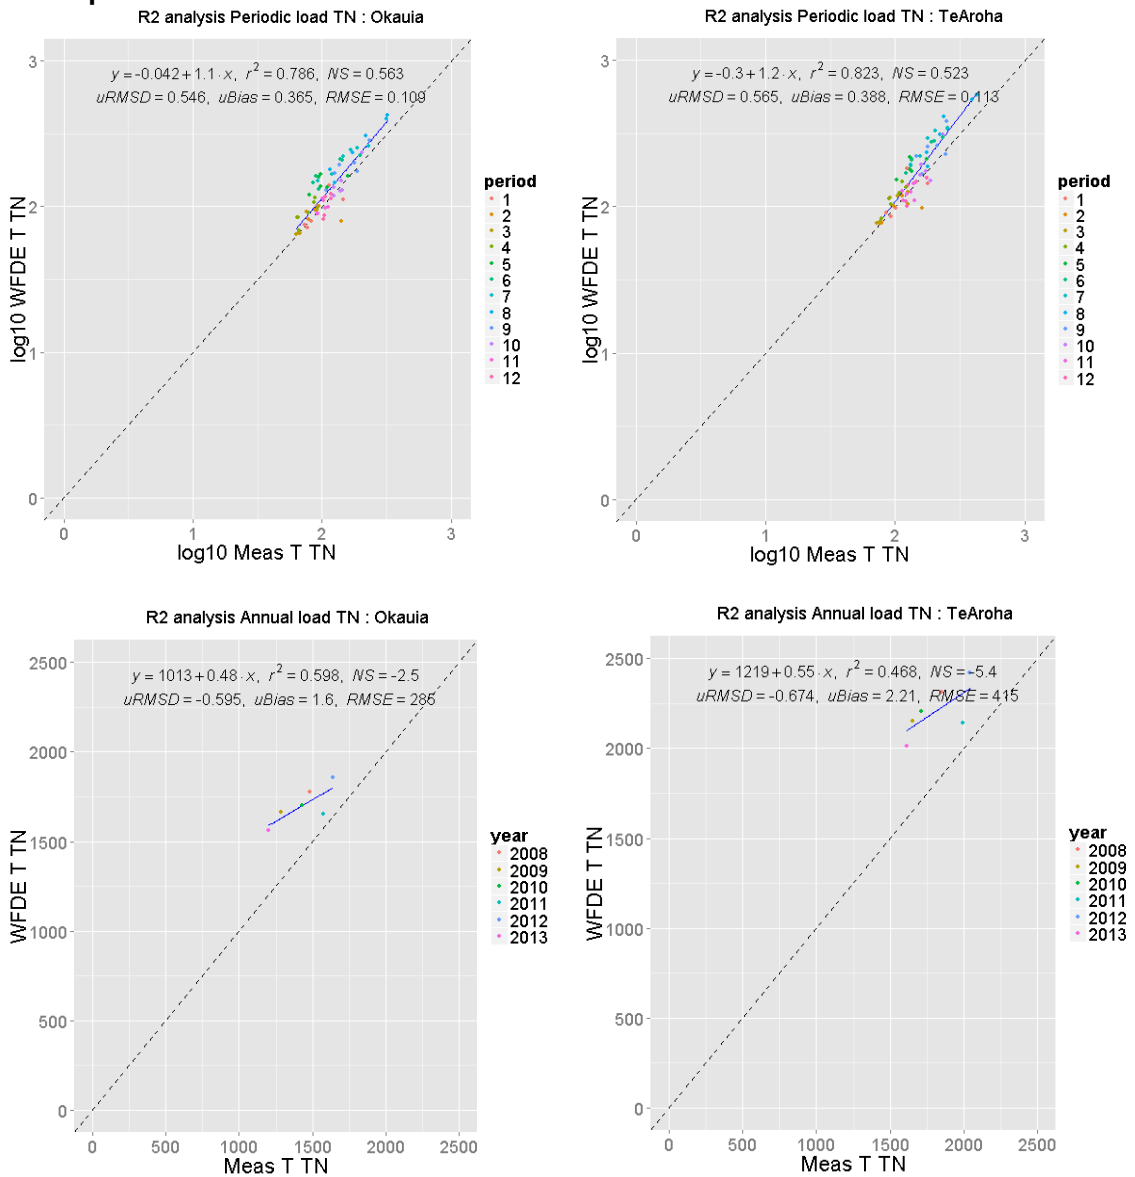 R2 analysis Periodic load TN : Okauia
y = -0.042 + 1.1 · x, r² = 0.786, NS = 0.563
uRMSD = 0.546, uBias = 0.365, RMSE = 0.109
log10 WFDE T TN
3
2
1
0
0 1 2 3
log10 Meas T TN
period
1
2
3
4
5
6
7
8
9
10
11
12
R2 analysis Periodic load TN : TeAroha
y = -0.3 + 1.2 · x, r² = 0.823, NS = 0.523
uRMSD = 0.565, uBias = 0.388, RMSE = 0.113
log10 WFDE T TN
3
2
1
0
0 1 2 3
log10 Meas T TN
period
1
2
3
4
5
6
7
8
9
10
11
12
R2 analysis Annual load TN : Okauia
y = 1013 + 0.48 · x, r² = 0.598, NS = -2.5
uRMSD = -0.595, uBias = 1.6, RMSE = 286
WFDE T TN
2500
2000
1500
1000
500
0
0 500 1000 1500 2000 2500
Meas T TN
year
2008
2009
2010
2011
2012
2013
R2 analysis Annual load TN : TeAroha
y = 1219 + 0.55 · x, r² = 0.468, NS = -5.4
uRMSD = -0.674, uBias = 2.21, RMSE = 415
WFDE T TN
2500
2000
1500
1000
500
0
0 500 1000 1500 2000 2500
Meas T TN
year
2008
2009
2010
2011
2012
2013